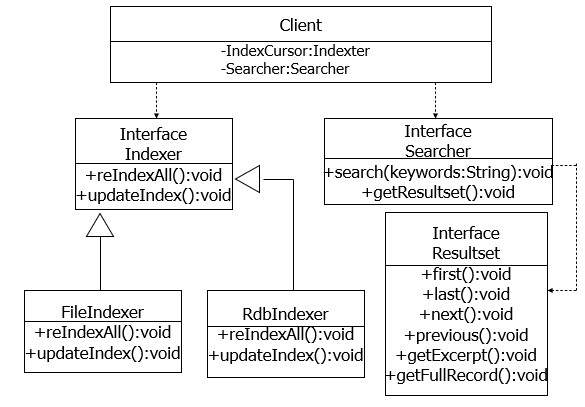 Client
-IndexCursor:Indexter
-Searcher:Searcher
Interface
Indexer
+reIndexAll():void
+updateIndex():void
Interface
Searcher
+search(keywords:String):void
+getResultset():void
Interface
Resultset
+first():void
+last():void
+next():void
+previous():void
+getExcerpt():void
+getFullRecord():void
FileIndexer
+reIndexAll():void
+updateIndex():void
RdbIndexer
+reIndexAll():void
+updateIndex():void